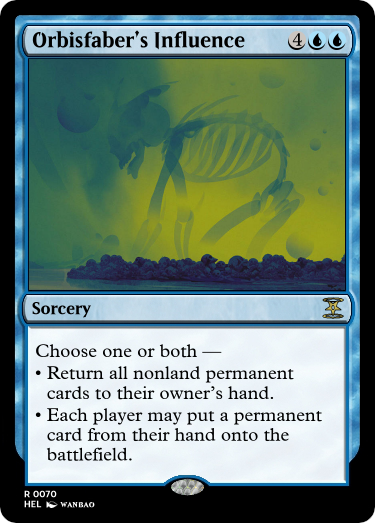 Orbisfaber's Influence 4
Sorcery
Choose one or both —
• Return all nonland permanent
cards to their owner's hand.
• Each player may put a permanent
card from their hand onto the
battlefield.
R 0070
HEL WANBAO